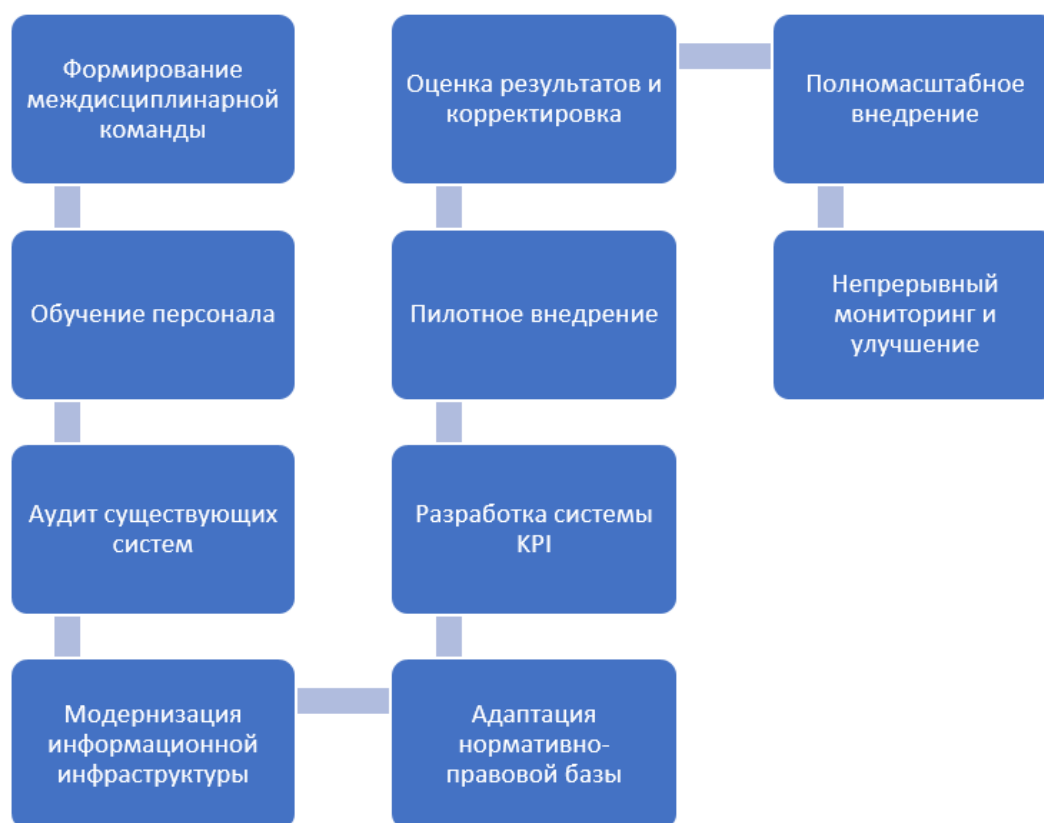 Формирование
междисциплинарной
команды
Обучение персонала
Аудит существующих
систем
Модернизация
информационной
инфраструктуры
Адаптация
нормативно-
правовой базы
Разработка системы
KPI
Пилотное внедрение
Оценка результатов и
корректировка
Полномасштабное
внедрение
Непрерывный
мониторинг и
улучшение